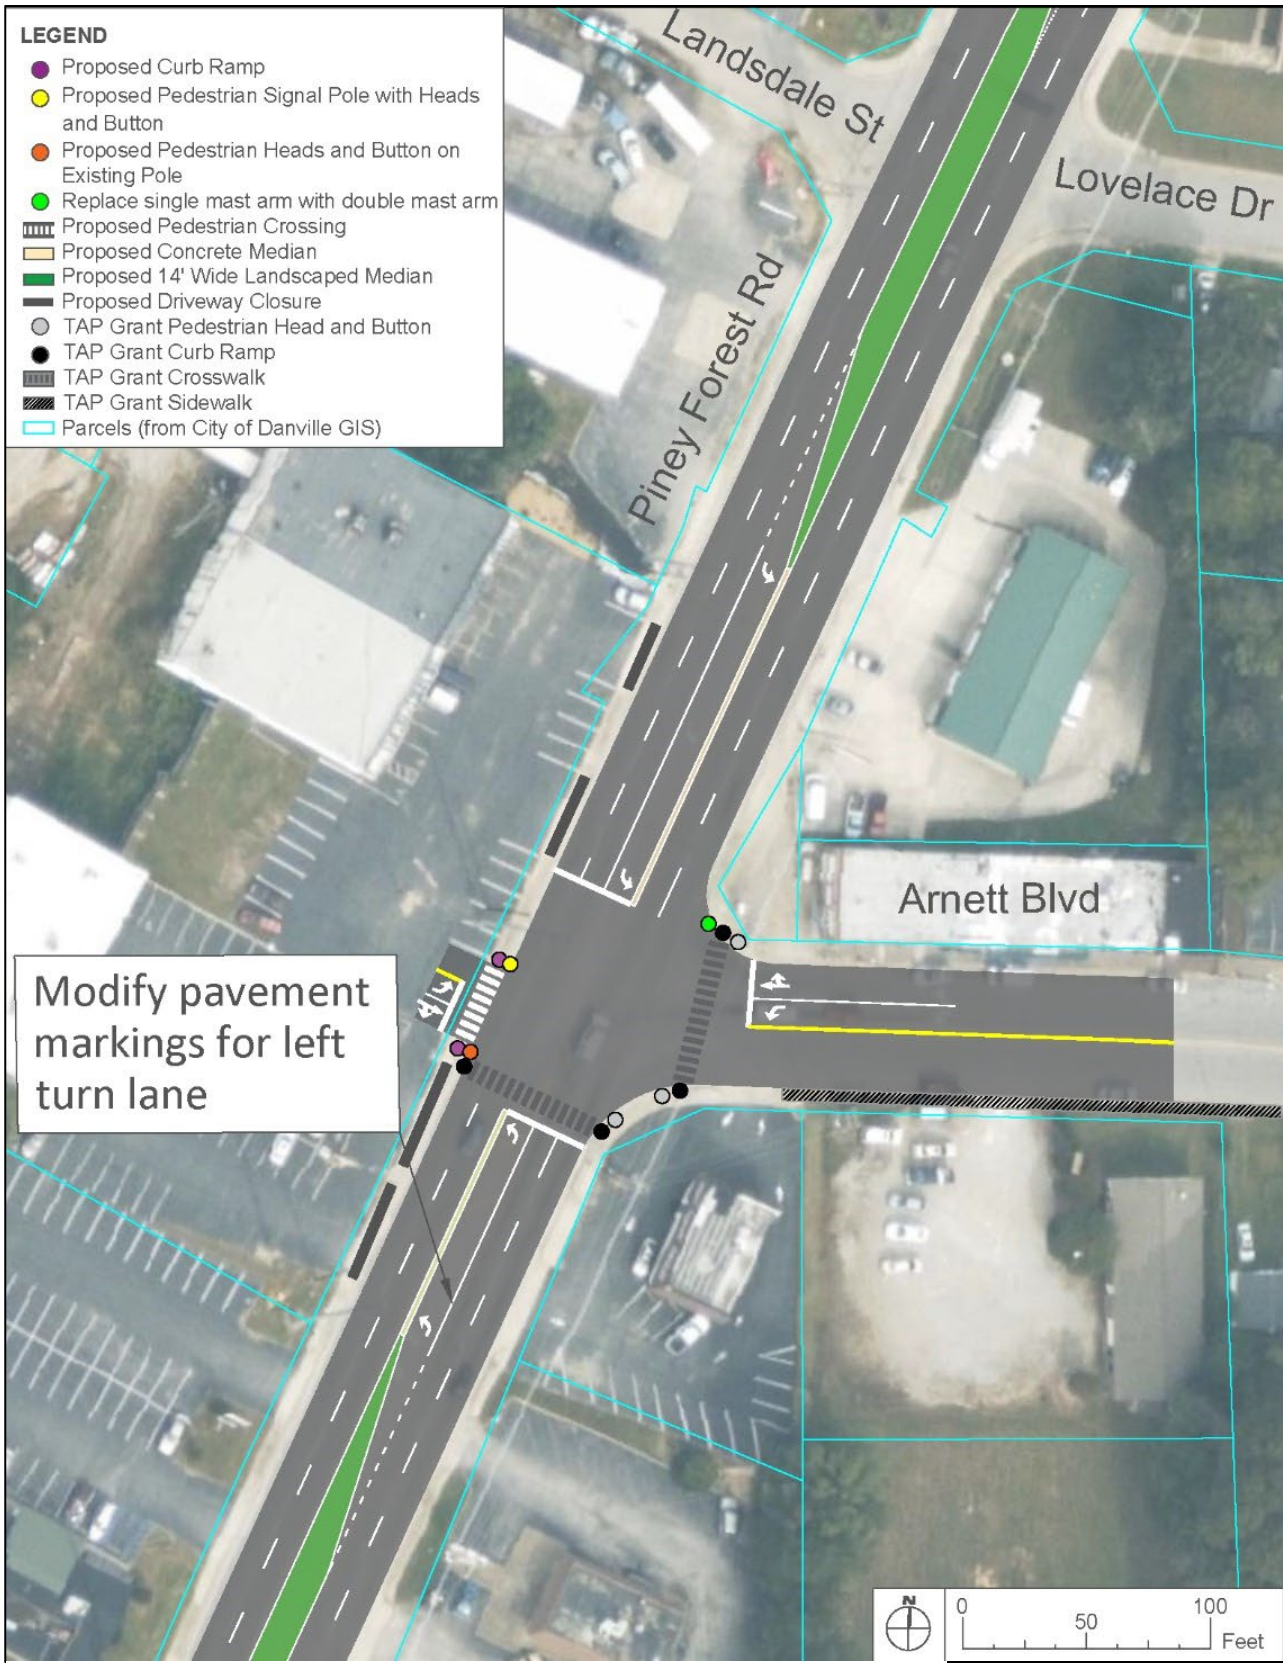 LEGEND
Proposed Curb Ramp
Proposed Pedestrian Signal Pole with Heads
and Button
Proposed Pedestrian Heads and Button on
Existing Pole
Replace single mast arm with double mast arm
Proposed Pedestrian Crossing
Proposed Concrete Median
Proposed 14' Wide Landscaped Median
Proposed Driveway Closure
TAP Grant Pedestrian Head and Button
TAP Grant Curb Ramp
TAP Grant Crosswalk
TAP Grant Sidewalk
Parcels (from City of Danville GIS)
Landsdale St
Lovelace Dr
Piney Forest Rd
Arnett Blvd
Modify pavement
markings for left
turn lane
N
0 50 100
Feet